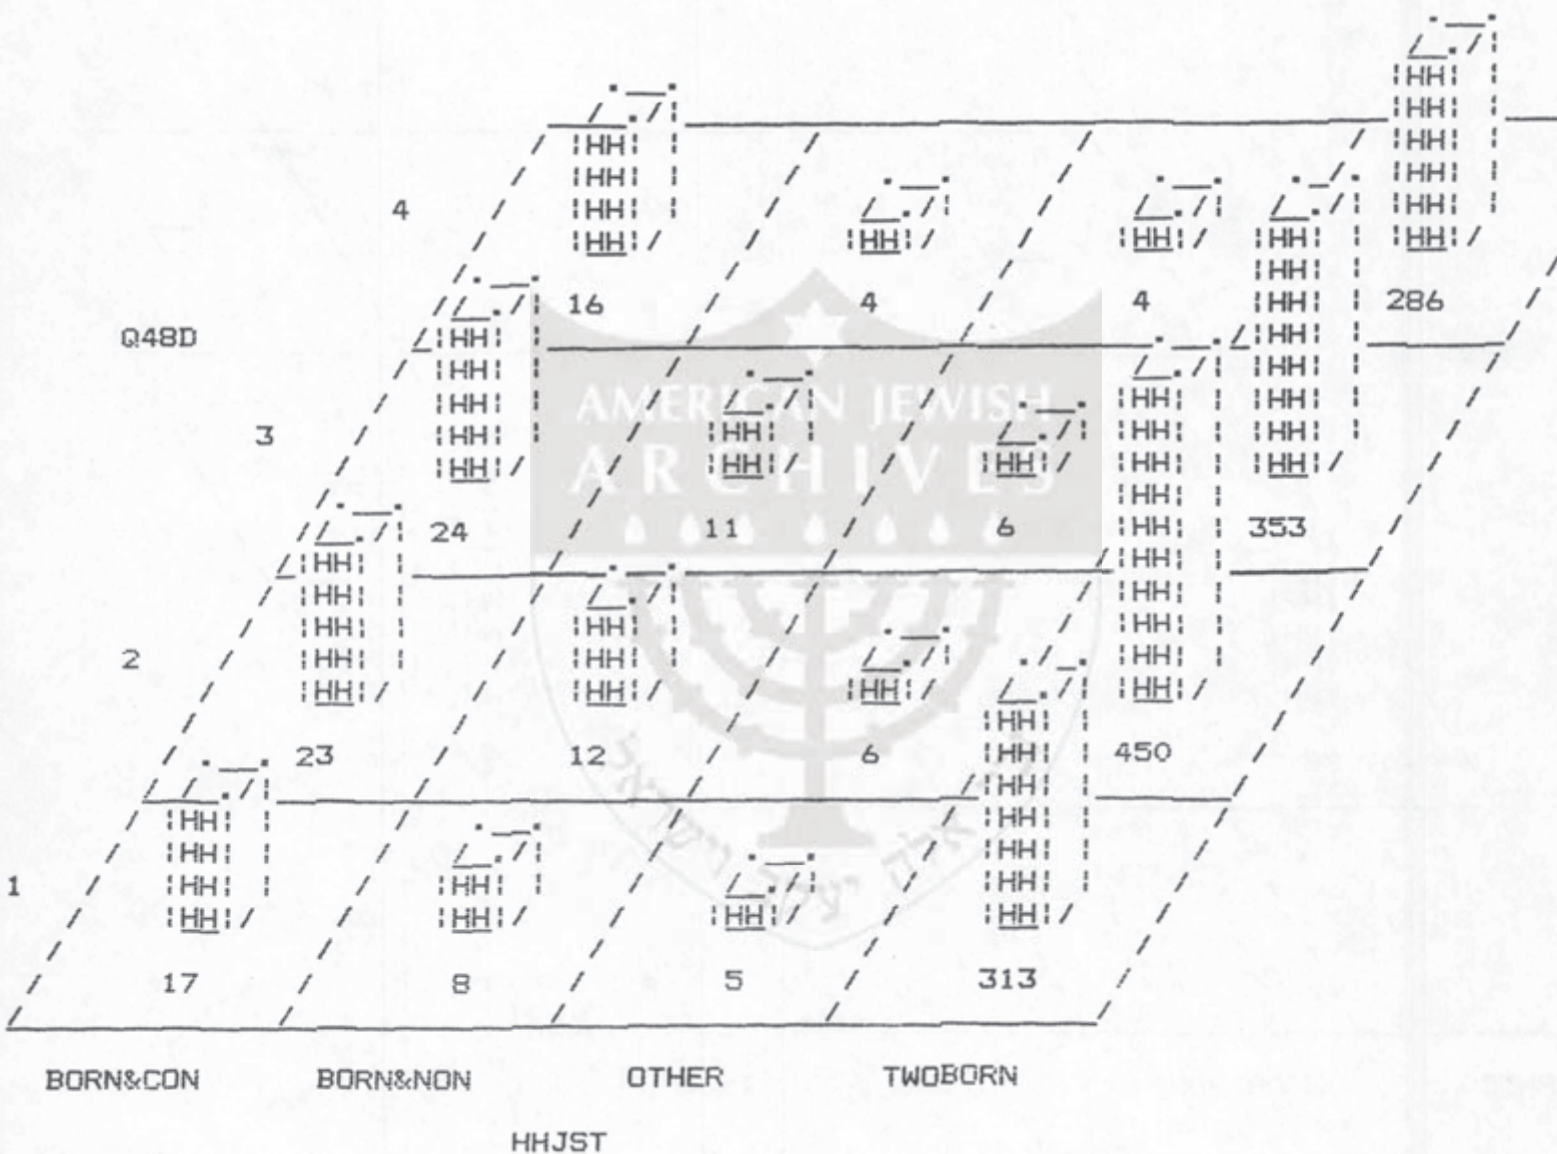 4
16 4 4 286
Q48D
AMERICAN JEWISH
3
ARCHIVES
24 11 6 353
2
23 12 6 450
1
17 8 5 313
BORN&CON BORN&NON OTHER TWOBORN
HHJST